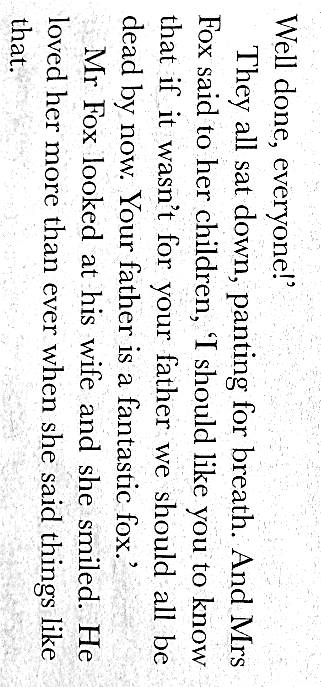 Well done, everyone!’
They all sat down, panting for breath. And Mrs
Fox said to her children, ‘I should like you to know
that if it wasn’t for your father we should all be
dead by now. Your father is a fantastic fox.’
Mr Fox looked at his wife and she smiled. He
loved her more than ever when she said things like
that.